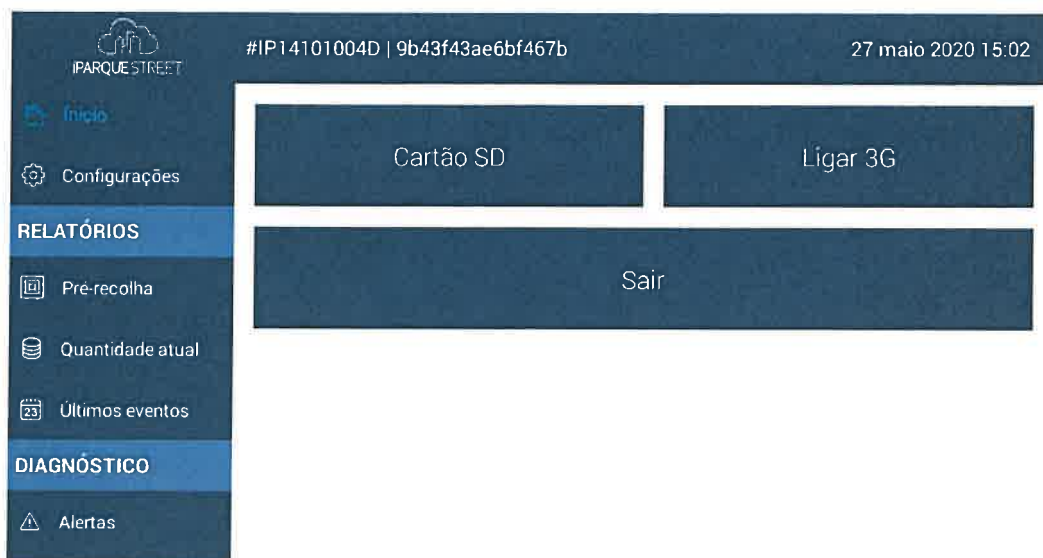 iPARQUESTREET
#IP14101004D | 9b43f43ae6bf467b
27 maio 2020 15:02
Início
Configurações
RELATÓRIOS
Pré-recolha
Quantidade atual
23
Últimos eventos
DIAGNÓSTICO
Alertas
Cartão SD
Ligar 3G
Sair